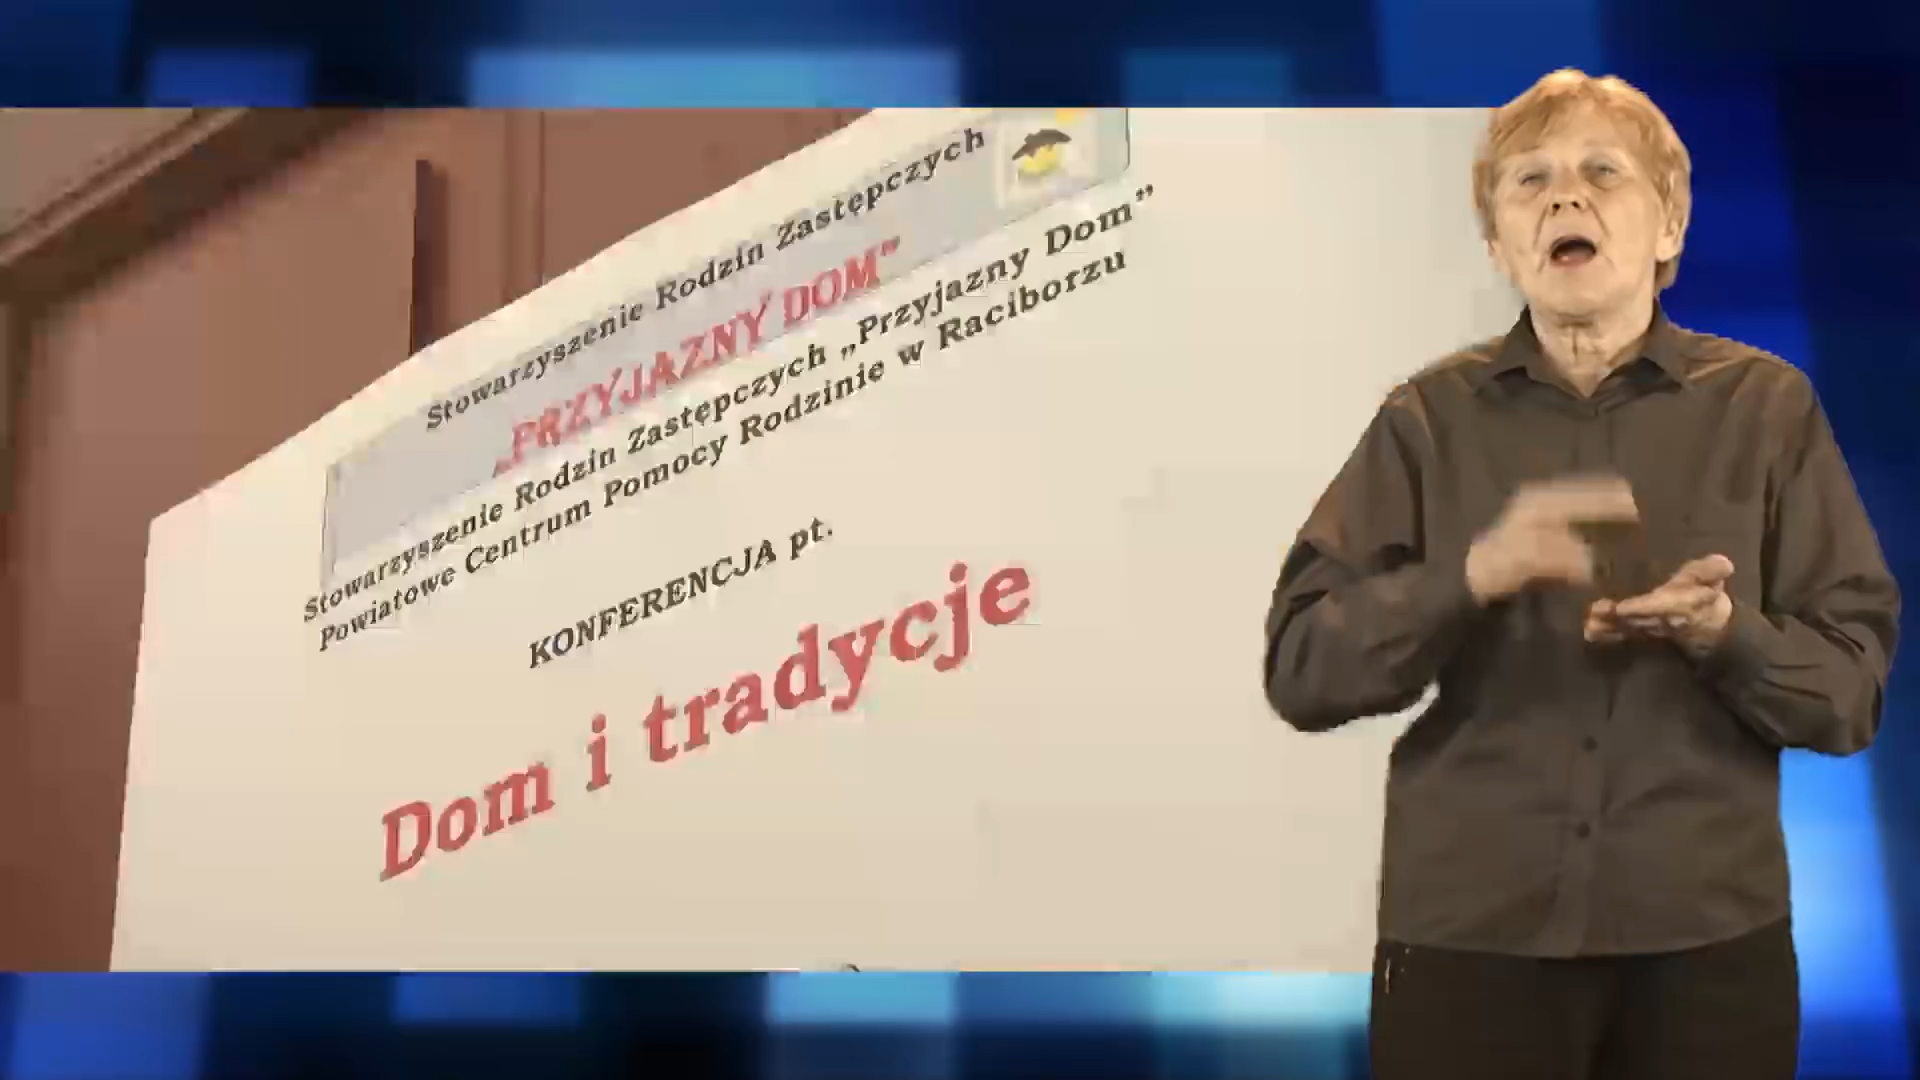 Stowarzyszenie Rodzin Zastępczych
„PRZYJAZNY DOM”
Stowarzyszenie Rodzin Zastępczych „Przyjazny Dom”
Powiatowe Centrum Pomocy Rodzinie w Raciborzu
KONFERENCJA pt.
Dom i tradycje